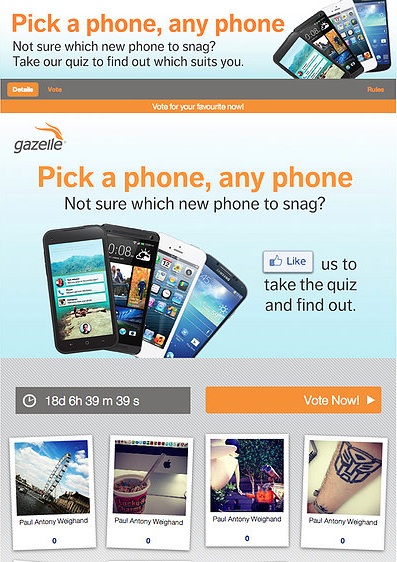 Pick a phone, any phone
Not sure which new phone to snag?
Take our quiz to find out which suits you.
Details Vote Rules
Vote for your favourite now!
gazelle
Pick a phone, any phone
Not sure which new phone to snag?
Like us to
take the quiz
and find out.
18d 6h 39 m 39 s
Vote Now!
Paul Antony Weighand
Paul Antony Weighand
Paul Antony Weighand
Paul Antony Weighand
0
0
0
0